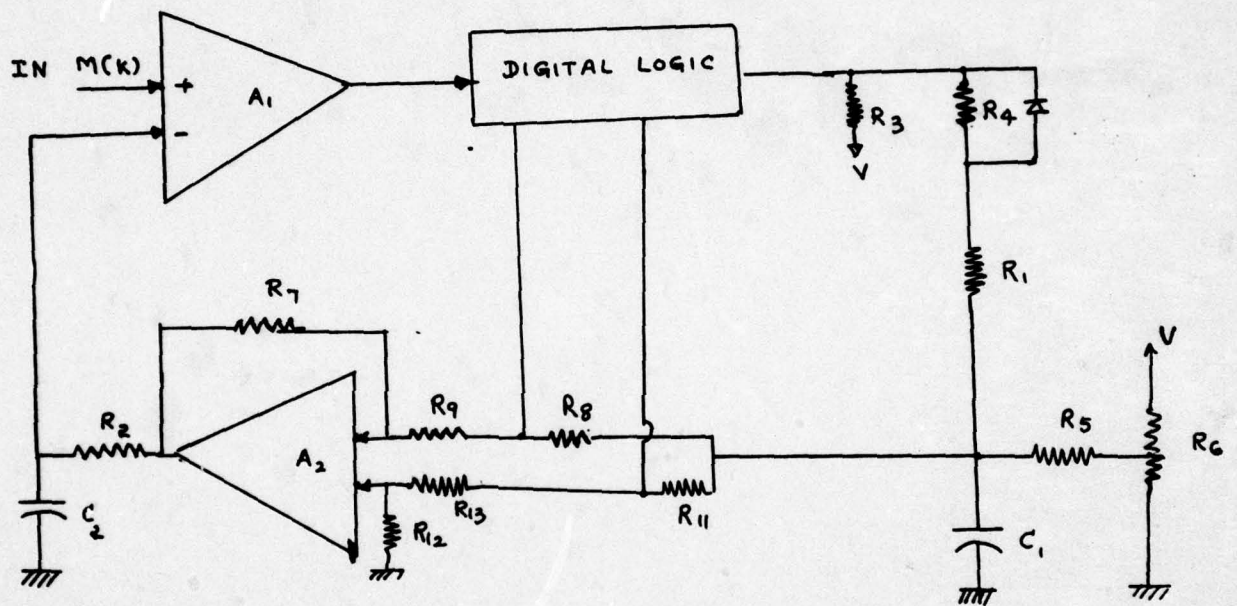 IN M(K)
+
-
A1
DIGITAL LOGIC
R3
V
R4
R1
R7
R2
A2
R9
R8
R13
R12
R11
C2
R5
V
R6
C1